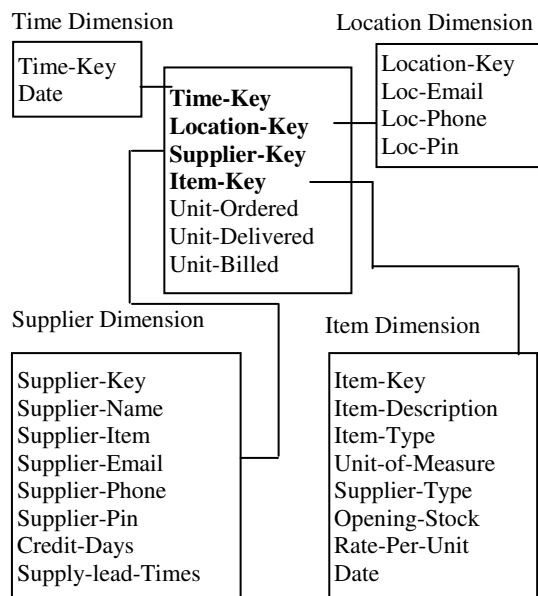 Time Dimension
Time-Key
Date
Location Dimension
Location-Key
Loc-Email
Loc-Phone
Loc-Pin
Time-Key
Location-Key
Supplier-Key
Item-Key
Unit-Ordered
Unit-Delivered
Unit-Billed
Supplier Dimension
Supplier-Key
Supplier-Name
Supplier-Item
Supplier-Email
Supplier-Phone
Supplier-Pin
Credit-Days
Supply-lead-Times
Item Dimension
Item-Key
Item-Description
Item-Type
Unit-of-Measure
Supplier-Type
Opening-Stock
Rate-Per-Unit
Date